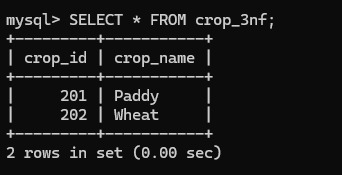 mysql> SELECT * FROM crop_3nf;
+---------+-----------+
| crop_id | crop_name |
+---------+-----------+
|     201 | Paddy     |
|     202 | Wheat     |
+---------+-----------+
2 rows in set (0.00 sec)